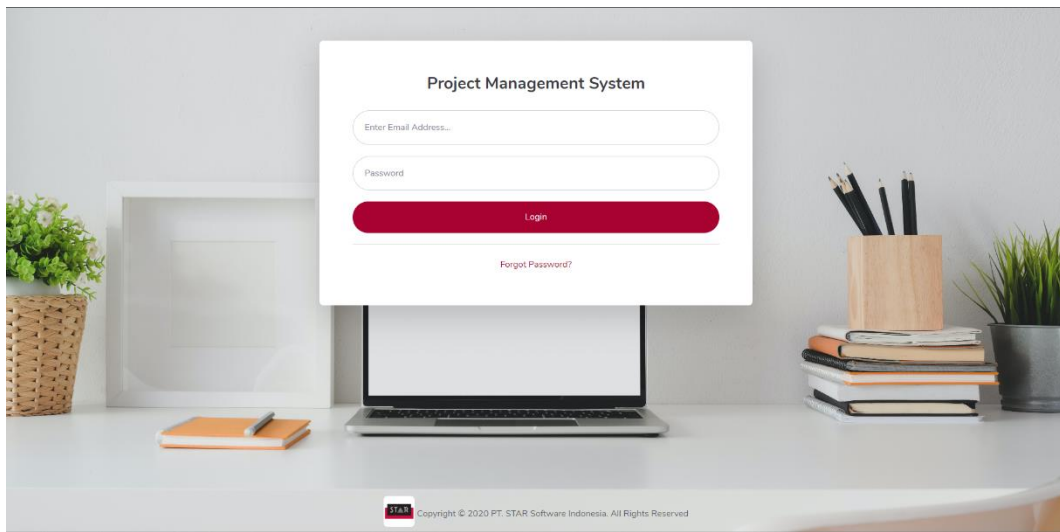 Project Management System
Enter Email Address...
Password
Login
Forgot Password?
STAR
Copyright © 2020 PT. STAR Software Indonesia. All Rights Reserved